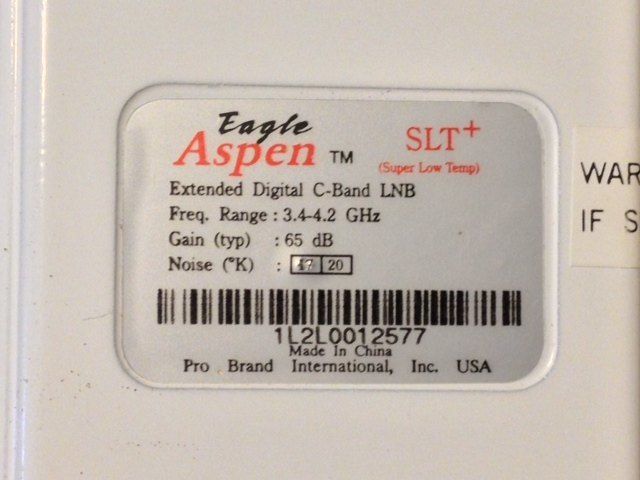 Eagle
Aspen TM
SLT+
(Super Low Temp)
Extended Digital C-Band LNB
Freq. Range : 3.4-4.2 GHz
Gain (typ) : 65 dB
Noise (°K) : 17 20
1L2L0012577
Made In China
Pro Brand International, Inc. USA
WAR
IF S